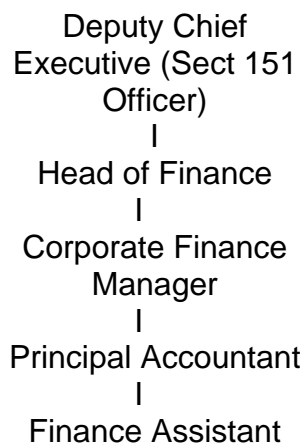 Deputy Chief
Executive (Sect 151
Officer)
I
Head of Finance
I
Corporate Finance
Manager
I
Principal Accountant
I
Finance Assistant